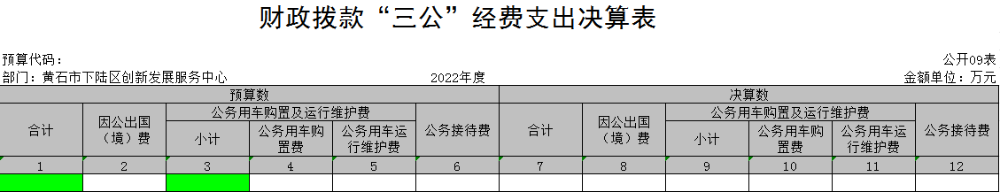 财政拨款“三公”经费支出决算表
预算代码：
公开09表
部门：黄石市下陆区创新发展服务中心 2022年度 金额单位：万元
预算数 决算数
合计 因公出国（境）费 公务用车购置及运行维护费 公务接待费 合计 因公出国（境）费 公务用车购置及运行维护费 公务接待费
小计 公务用车购置费 公务用车运行维护费 小计 公务用车购置费 公务用车运行维护费
1 2 3 4 5 6 7 8 9 10 11 12